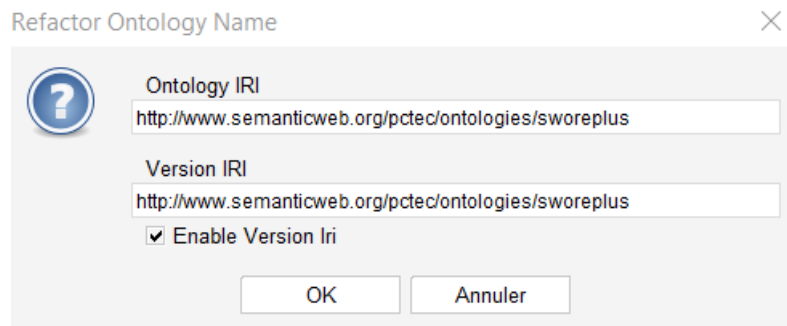 Refactor Ontology Name
Ontology IRI
http://www.semanticweb.org/pctec/ontologies/sworeplus
Version IRI
http://www.semanticweb.org/pctec/ontologies/sworeplus
Enable Version Iri
OK Annuler